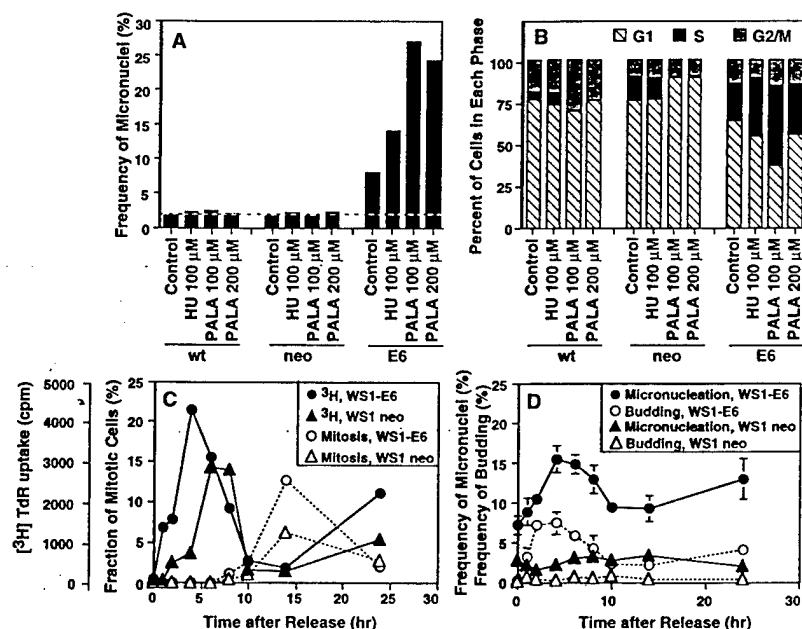 A
Frequency of Micronuclei (%)
30
25
20
15
10
5
0
Control
HU 100 µM
PALA 100 µM
PALA 200 µM
Control
HU 100 µM
PALA 100 µM
PALA 200 µM
Control
HU 100 µM
PALA 100 µM
PALA 200 µM
wt
neo
E6
B
G1
S
G2/M
Percent of Cells in Each Phase
100
75
50
25
0
Control
HU 100 µM
PALA 100 µM
PALA 200 µM
Control
HU 100 µM
PALA 100 µM
PALA 200 µM
Control
HU 100 µM
PALA 100 µM
PALA 200 µM
wt
neo
E6
C
[³H] TdR uptake (cpm)
5000
4000
3000
2000
1000
0
Fraction of Mitotic Cells (%)
25
20
15
10
5
0
³H, WS1-E6
³H, WS1 neo
Mitosis, WS1-E6
Mitosis, WS1 neo
0 5 10 15 20 25 30
Time after Release (hr)
D
Frequency of Micronuclei (%)
Frequency of Budding (%)
25
20
15
10
5
0
Micronucleation, WS1-E6
Budding, WS1-E6
Micronucleation, WS1 neo
Budding, WS1 neo
0 10 20 30
Time after Release (hr)